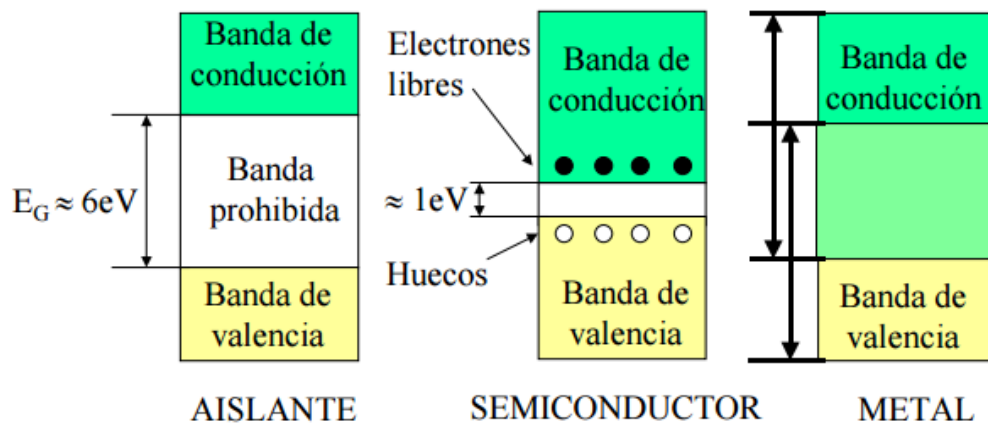 Banda de
conducción
E_G ≈ 6eV
Banda
prohibida
Banda de
valencia
AISLANTE
Electrones
libres
Banda de
conducción
≈ 1eV
Huecos
Banda de
valencia
SEMICONDUCTOR
Banda de
conducción
Banda de
valencia
METAL